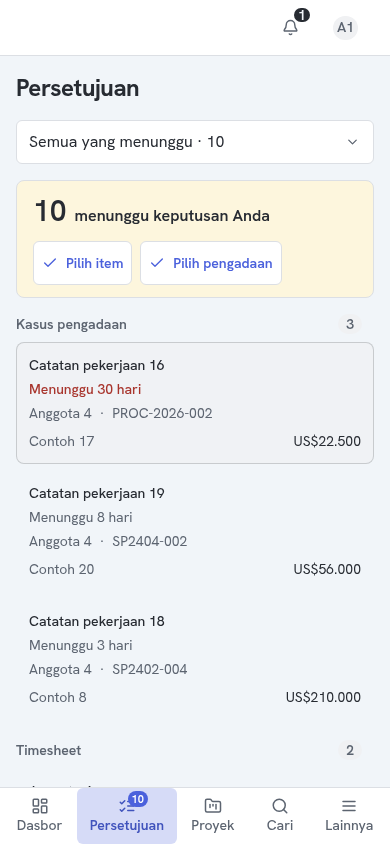 1
A1
Persetujuan
Semua yang menunggu · 10
10 menunggu keputusan Anda
Pilih item
Pilih pengadaan
Kasus pengadaan 3
Catatan pekerjaan 16
Menunggu 30 hari
Anggota 4 · PROC-2026-002
Contoh 17 US$22.500
Catatan pekerjaan 19
Menunggu 8 hari
Anggota 4 · SP2404-002
Contoh 20 US$56.000
Catatan pekerjaan 18
Menunggu 3 hari
Anggota 4 · SP2402-004
Contoh 8 US$210.000
Timesheet 2
10
Dasbor Persetujuan Proyek Cari Lainnya